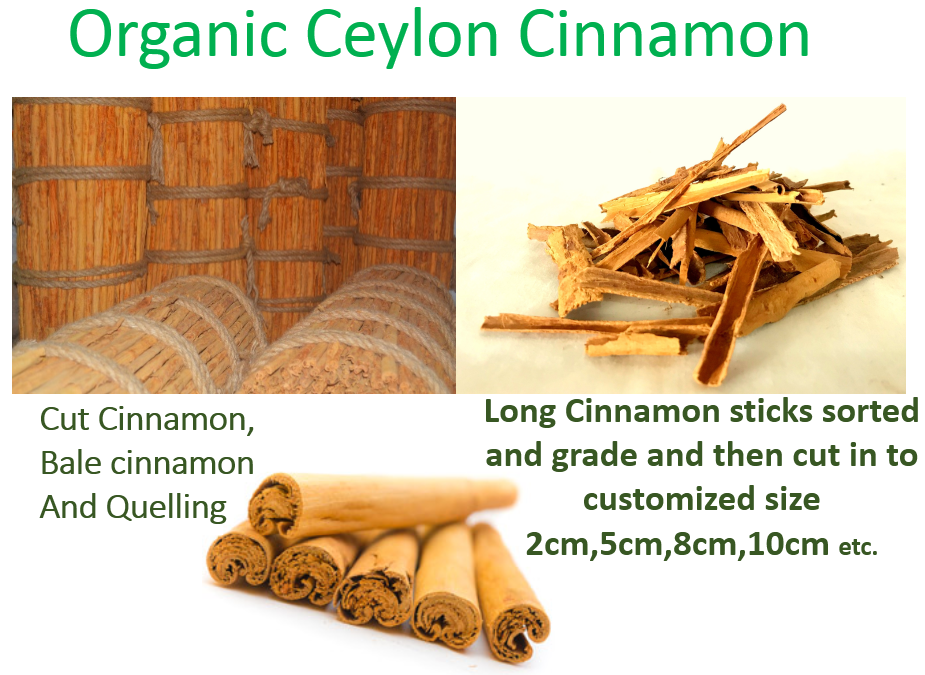 Organic Ceylon Cinnamon
Cut Cinnamon,
Bale cinnamon
And Quelling
Long Cinnamon sticks sorted
and grade and then cut in to
customized size
2cm,5cm,8cm,10cm etc.